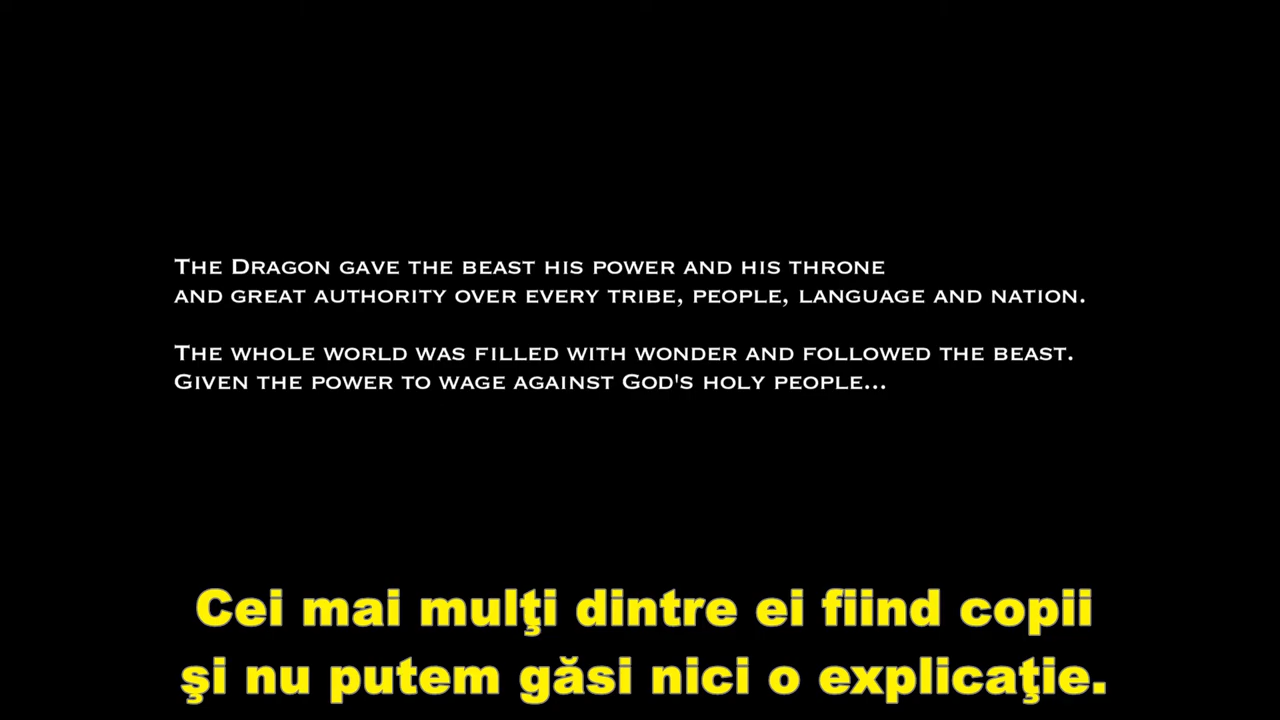 The Dragon gave the beast his power and his throne
and great authority over every tribe, people, language and nation.
The whole world was filled with wonder and followed the beast.
Given the power to wage against God's holy people...
Cei mai mulţi dintre ei fiind copii
şi nu putem găsi nici o explicaţie.